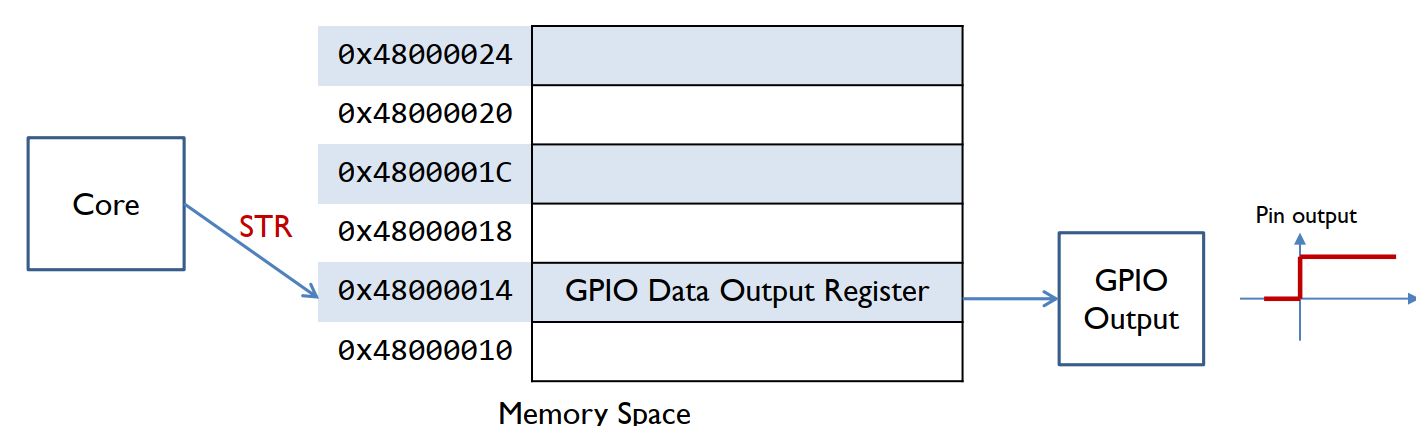 0x48000024
0x48000020
0x4800001C
Core
STR
0x48000018
Pin output
0x48000014 GPIO Data Output Register
GPIO
Output
0x48000010
Memory Space